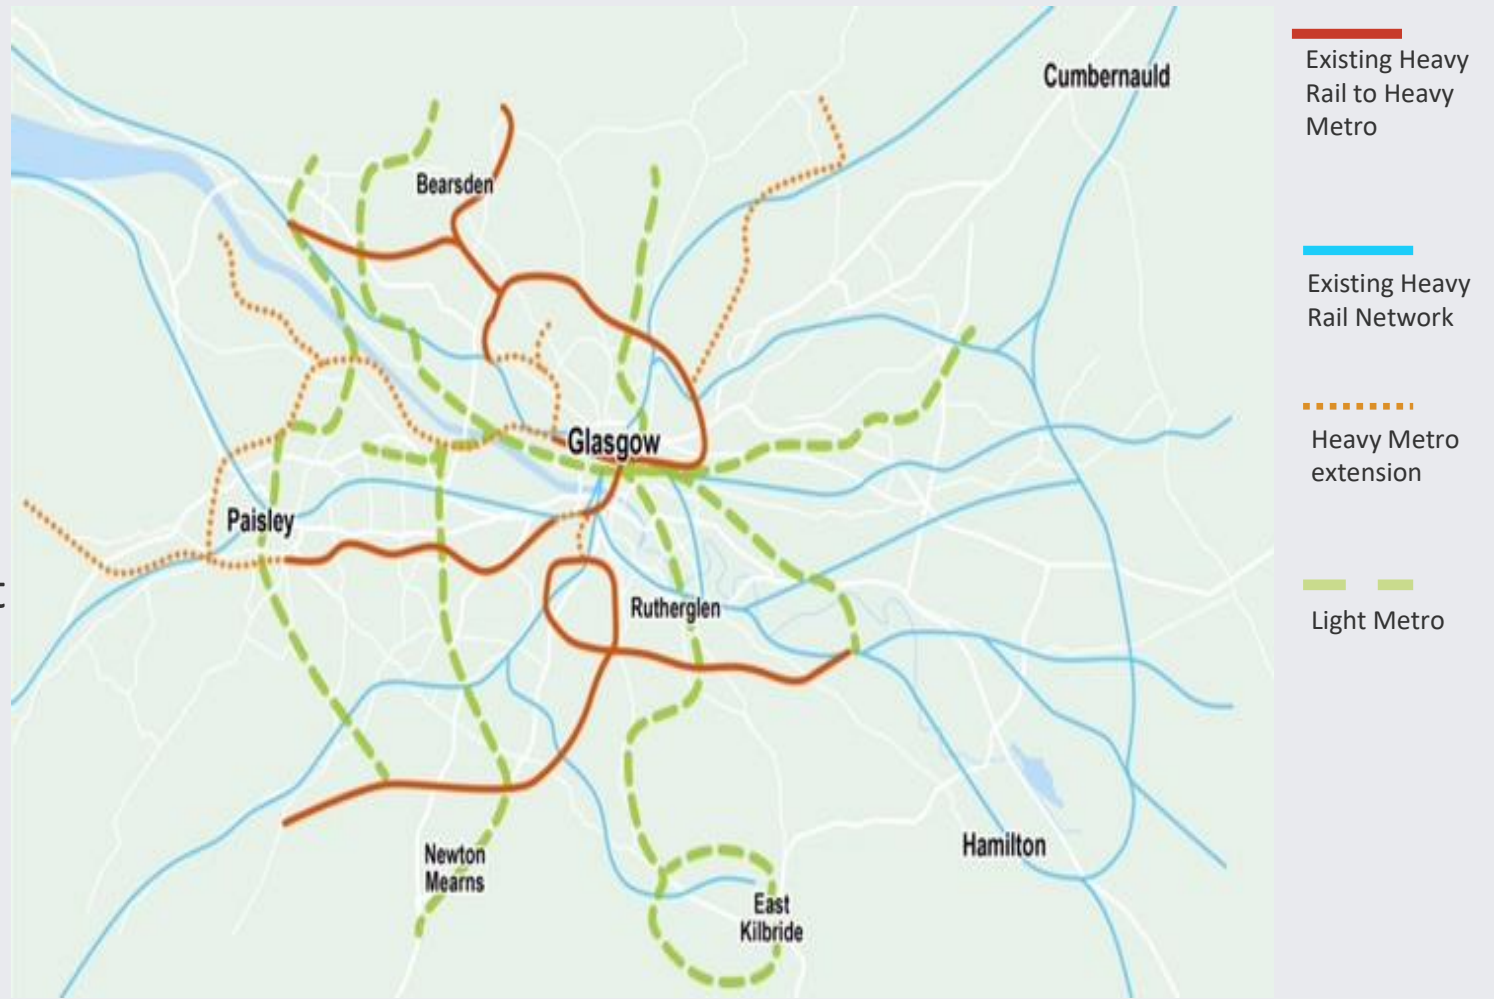 Cumbernauld
Bearsden
Glasgow
Paisley
Rutherglen
Newton
Mearns
Hamilton
East
Kilbride
t
Existing Heavy
Rail to Heavy
Metro
Existing Heavy
Rail Network
Heavy Metro
extension
Light Metro